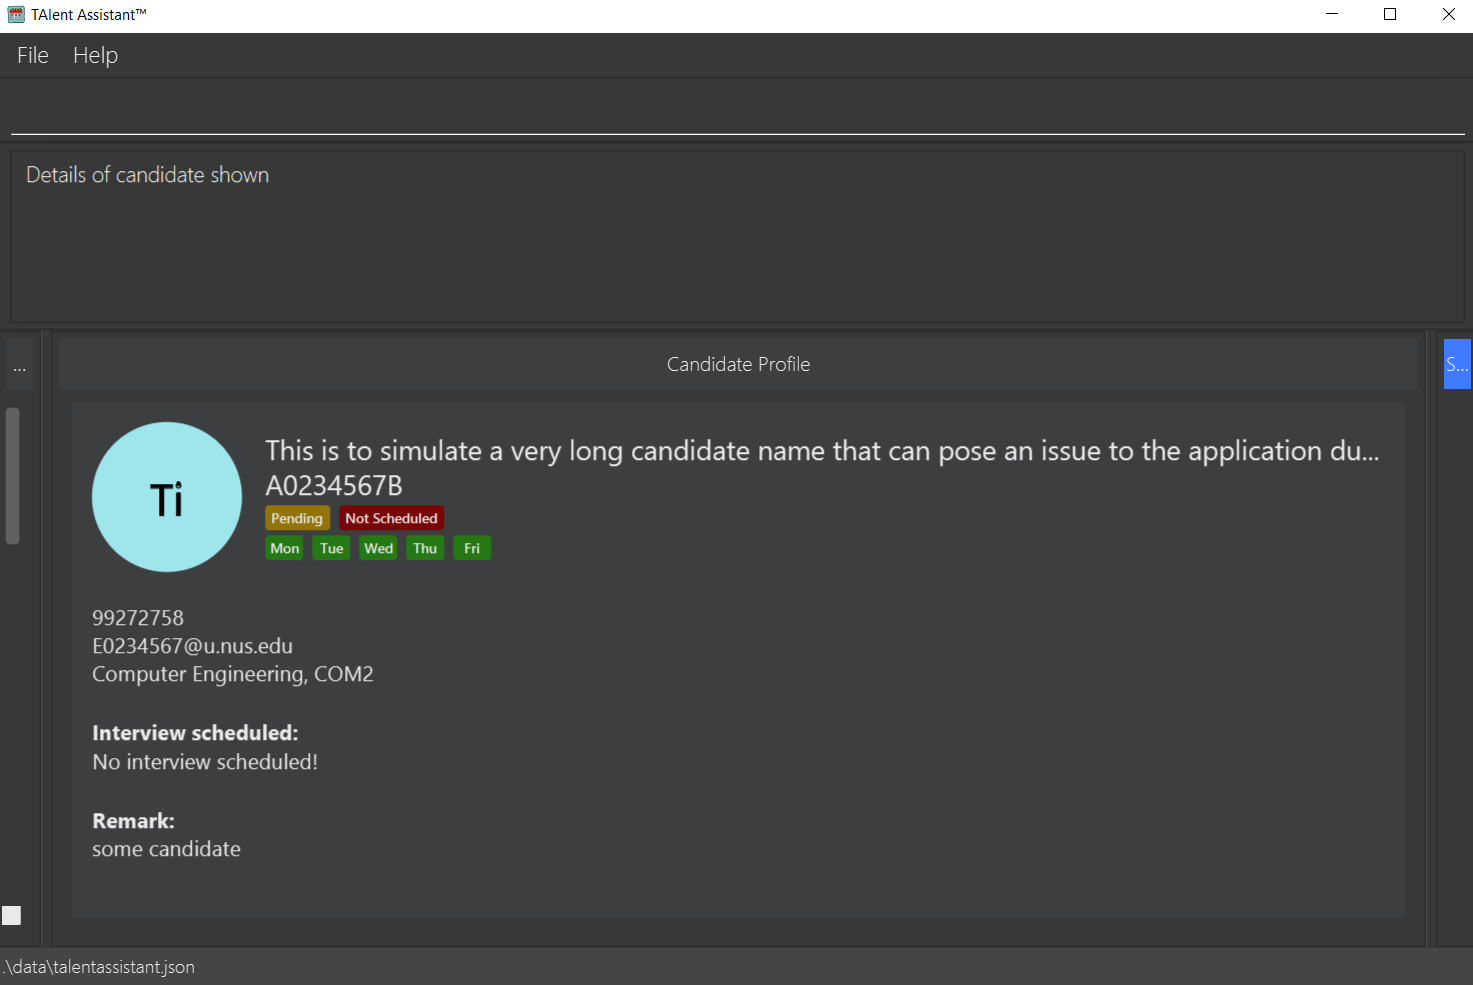 TAlent Assistant™
File Help
Details of candidate shown
...
Candidate Profile
S...
Ti
This is to simulate a very long candidate name that can pose an issue to the application du...
A0234567B
Pending Not Scheduled
Mon Tue Wed Thu Fri
99272758
E0234567@u.nus.edu
Computer Engineering, COM2
Interview scheduled:
No interview scheduled!
Remark:
some candidate
.\data\talentassistant.json